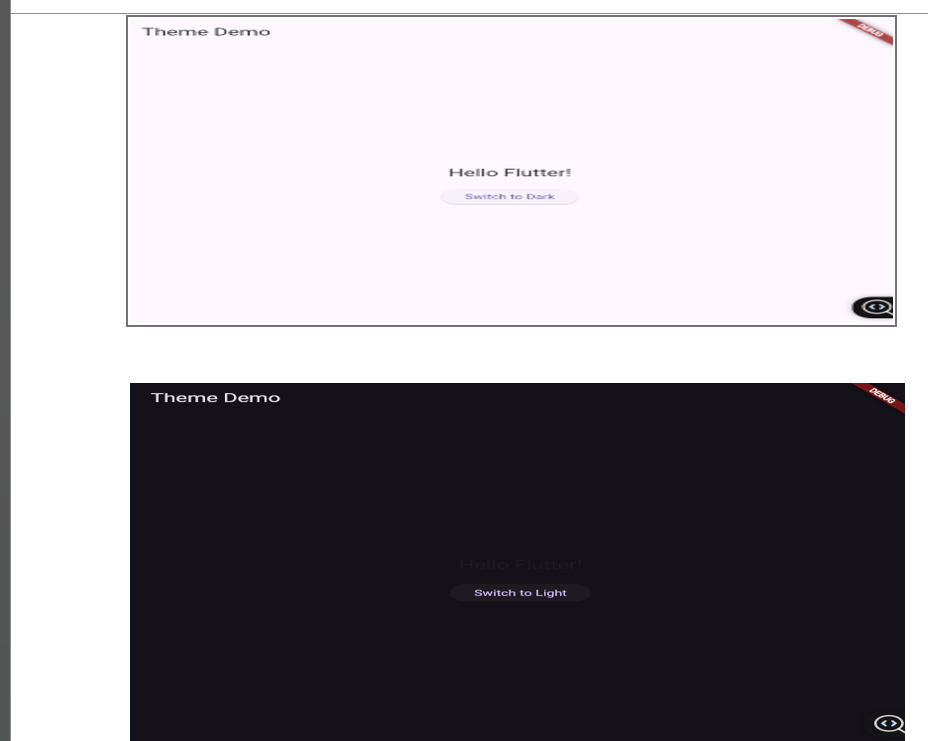 Theme Demo
DEBUG
Hello Flutter!
Switch to Dark
Theme Demo
DEBUG
Hello Flutter!
Switch to Light